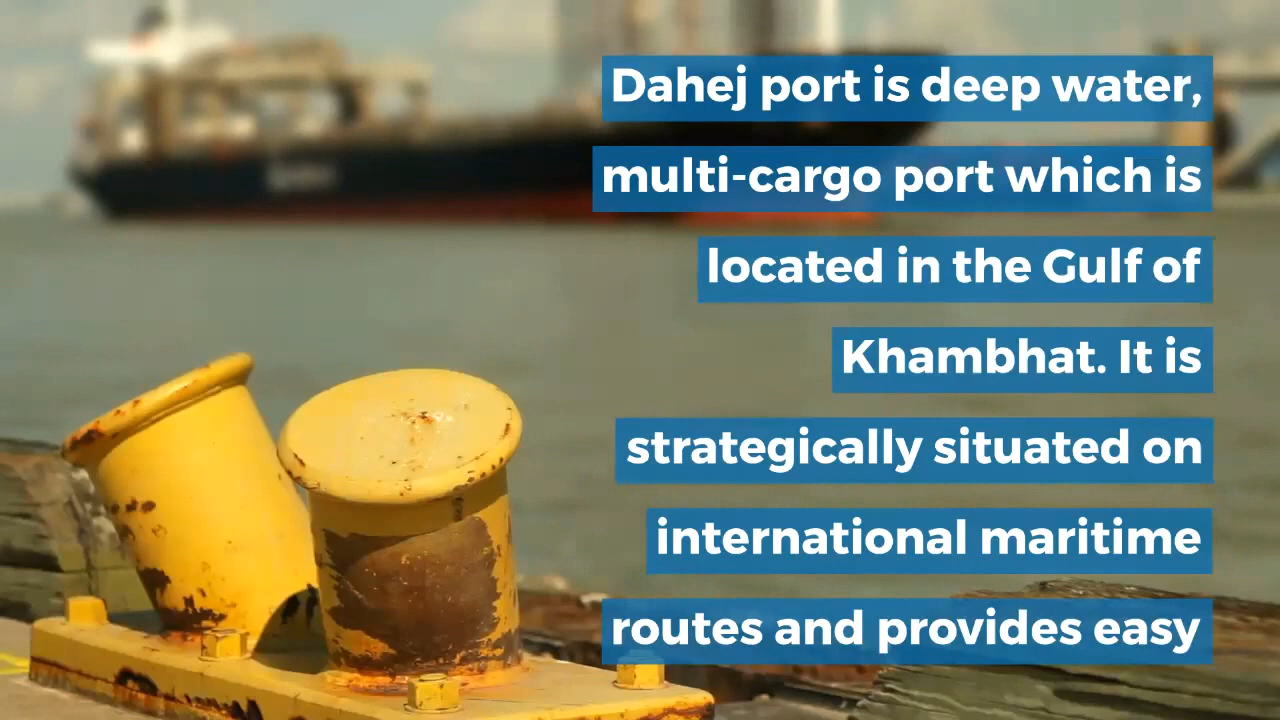 Dahej port is deep water,
multi-cargo port which is
located in the Gulf of
Khambhat. It is
strategically situated on
international maritime
routes and provides easy